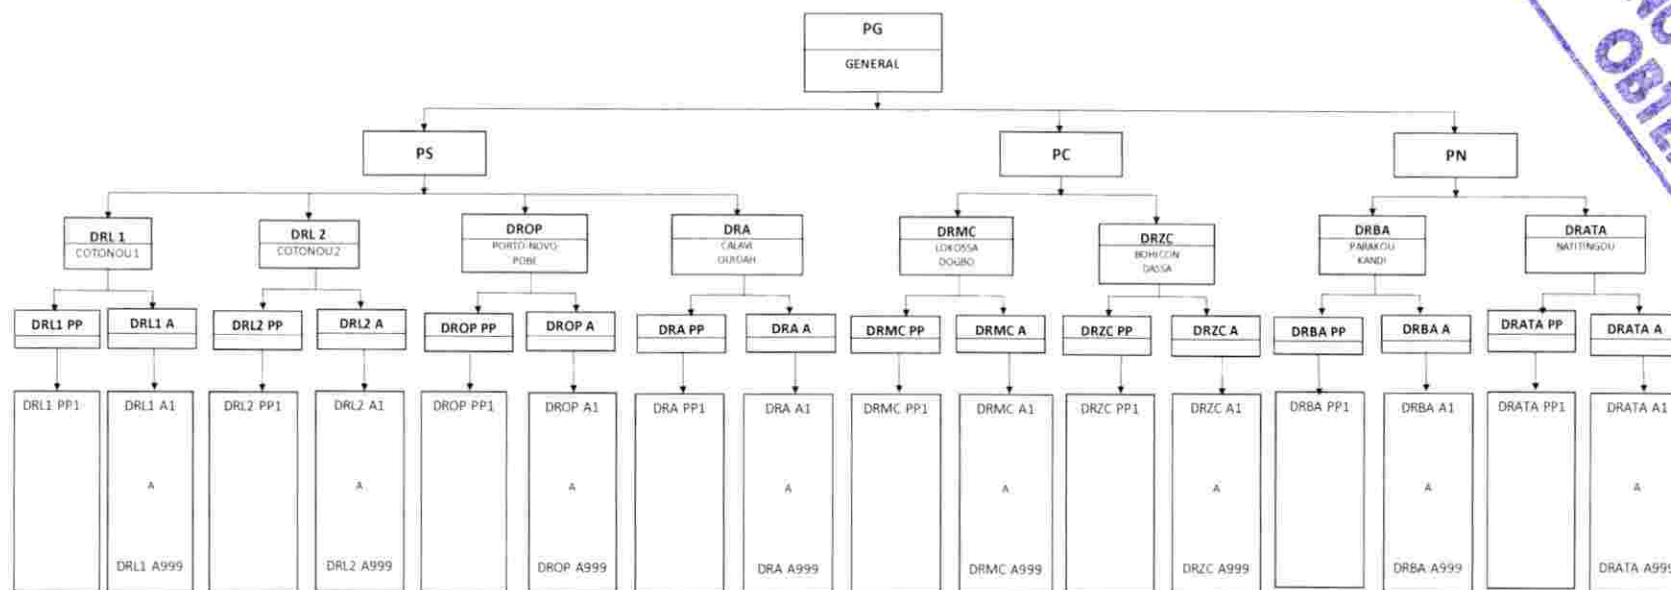 PG
GENERAL
PS
PC
PN
DRL 1
COTONOU1
DRL 2
COTONOU2
DROP
PORTO-NOVO
POBE
DRA
CALAVI
OUIDAH
DRMC
LOKOSSA
DOGBO
DRZC
BOHICON
DASSA
DRBA
PARAKOU
KANDI
DRATA
NATITINGOU
DRL1 PP
DRL1 A
DRL2 PP
DRL2 A
DROP PP
DROP A
DRA PP
DRA A
DRMC PP
DRMC A
DRZC PP
DRZC A
DRBA PP
DRBA A
DRATA PP
DRATA A
DRL1 PP1
DRL1 A1
A
DRL1 A999
DRL2 PP1
DRL2 A1
A
DRL2 A999
DROP PP1
DROP A1
A
DROP A999
DRA PP1
DRA A1
A
DRA A999
DRMC PP1
DRMC A1
A
DRMC A999
DRZC PP1
DRZC A1
A
DRZC A999
DRBA PP1
DRBA A1
A
DRBA A999
DRATA PP1
DRATA A1
A
DRATA A999